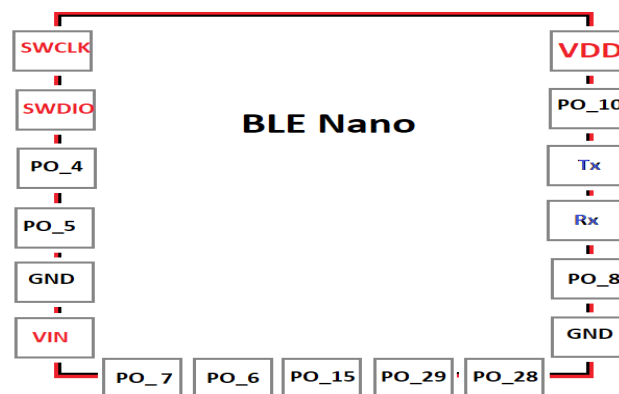 SWCLK
VDD
SWDIO
PO_10
BLE Nano
PO_4
Tx
PO_5
Rx
GND
PO_8
VIN
GND
PO_7
PO_6
PO_15
PO_29
PO_28